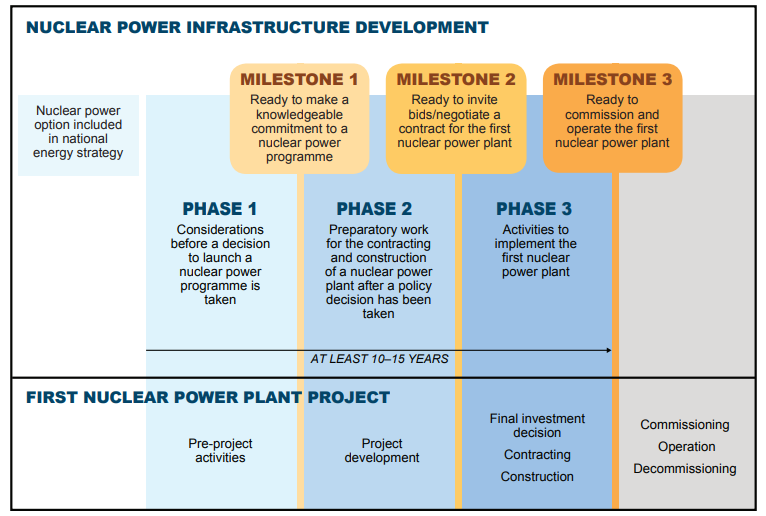 NUCLEAR POWER INFRASTRUCTURE DEVELOPMENT
Nuclear power
option included
in national
energy strategy
MILESTONE 1
Ready to make a
knowledgeable
commitment to a
nuclear power
programme
MILESTONE 2
Ready to invite
bids/negotiate a
contract for the first
nuclear power plant
MILESTONE 3
Ready to
commission and
operate the first
nuclear power plant
PHASE 1
Considerations
before a decision
to launch a
nuclear power
programme is
taken
PHASE 2
Preparatory work
for the contracting
and construction
of a nuclear power
plant after a policy
decision has been
taken
PHASE 3
Activities to
implement the
first nuclear
power plant
AT LEAST 10–15 YEARS
FIRST NUCLEAR POWER PLANT PROJECT
Pre-project
activities
Project
development
Final investment
decision
Contracting
Construction
Commissioning
Operation
Decommissioning